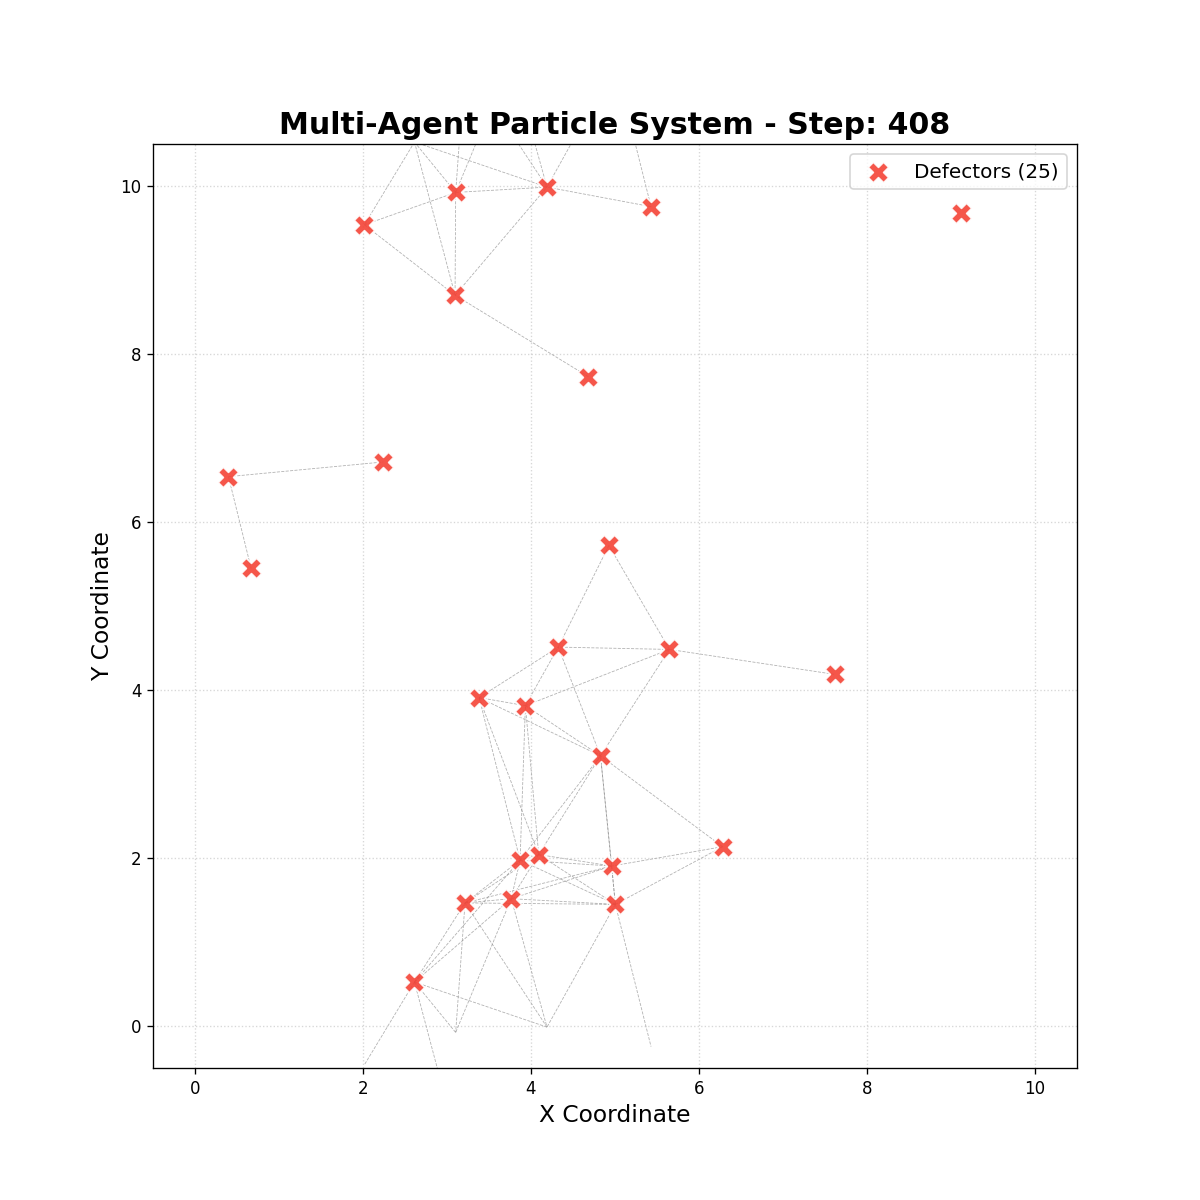 Multi-Agent Particle System - Step: 408
Defectors (25)
10
8
6
4
2
0
Y Coordinate
0 2 4 6 8 10
X Coordinate